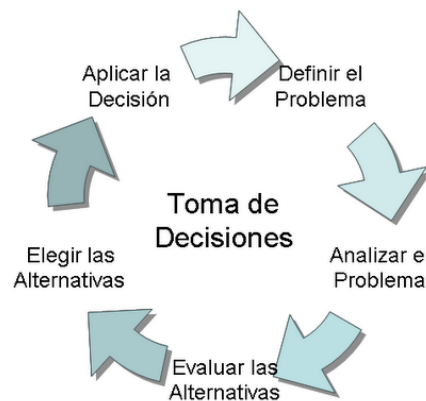 Toma de
Decisiones
Definir el
Problema
Analizar e
Problema
Evaluar las
Alternativas
Elegir las
Alternativas
Aplicar la
Decisión